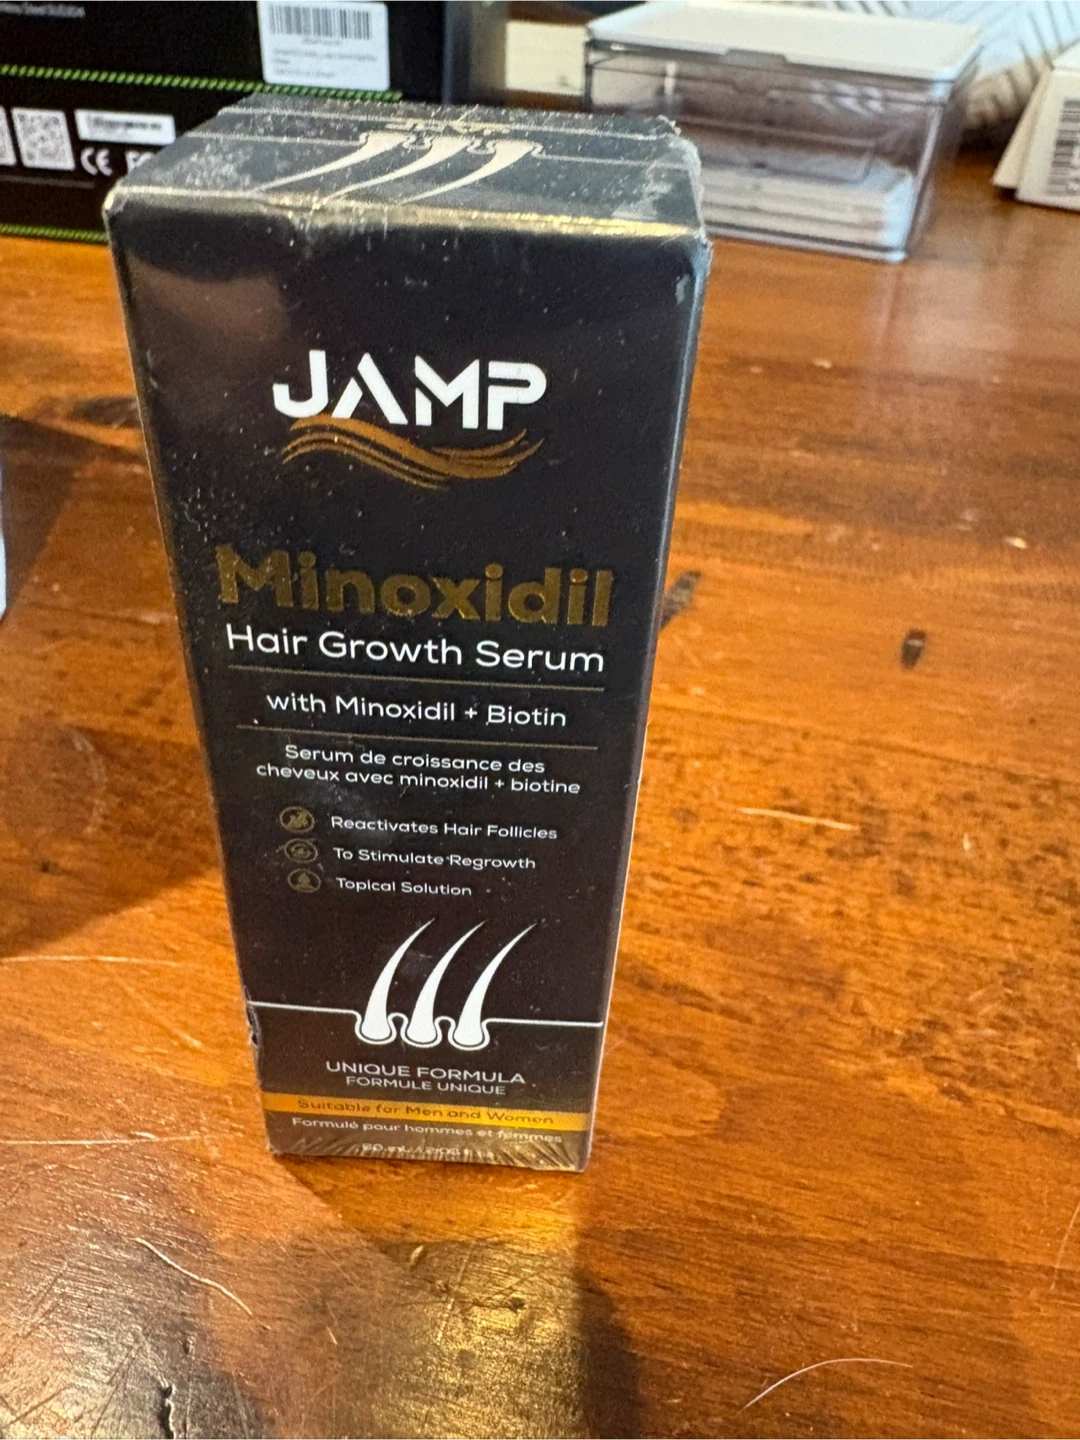 JAMP
Minoxidil
Hair Growth Serum
with Minoxidil + Biotin
Serum de croissance des
cheveux avec minoxidil + biotine
Reactivates Hair Follicles
To Stimulate Regrowth
Topical Solution
UNIQUE FORMULA
FORMULE UNIQUE
Suitable for Men and Women
Formulé pour hommes et femmes
CE